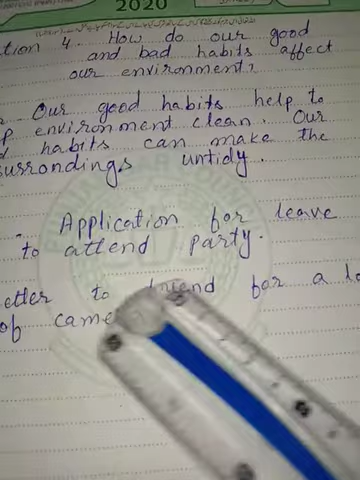 2020
tion 4. How do our good
and bad habits affect
our environment?
Our good habits help to
p environment clean. Our
d habits can make the
surrondings untidy.
Application for leave
to attend party.
etter to friend for a lo
of came